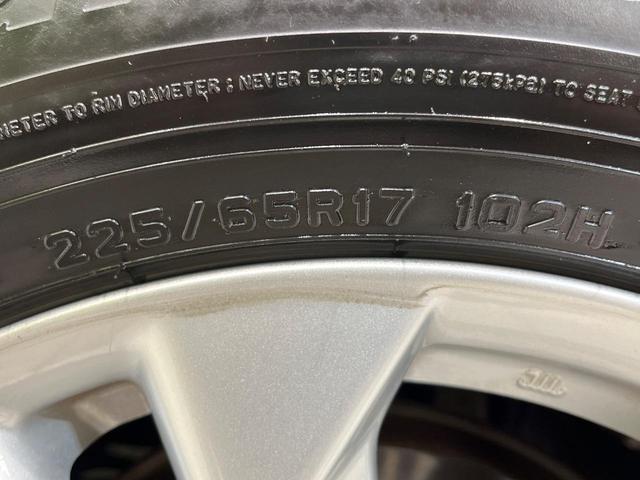 METER TO RIM DIAMETER : NEVER EXCEED 40 PSI (275kPa) TO SEAT
225/65R17 102H